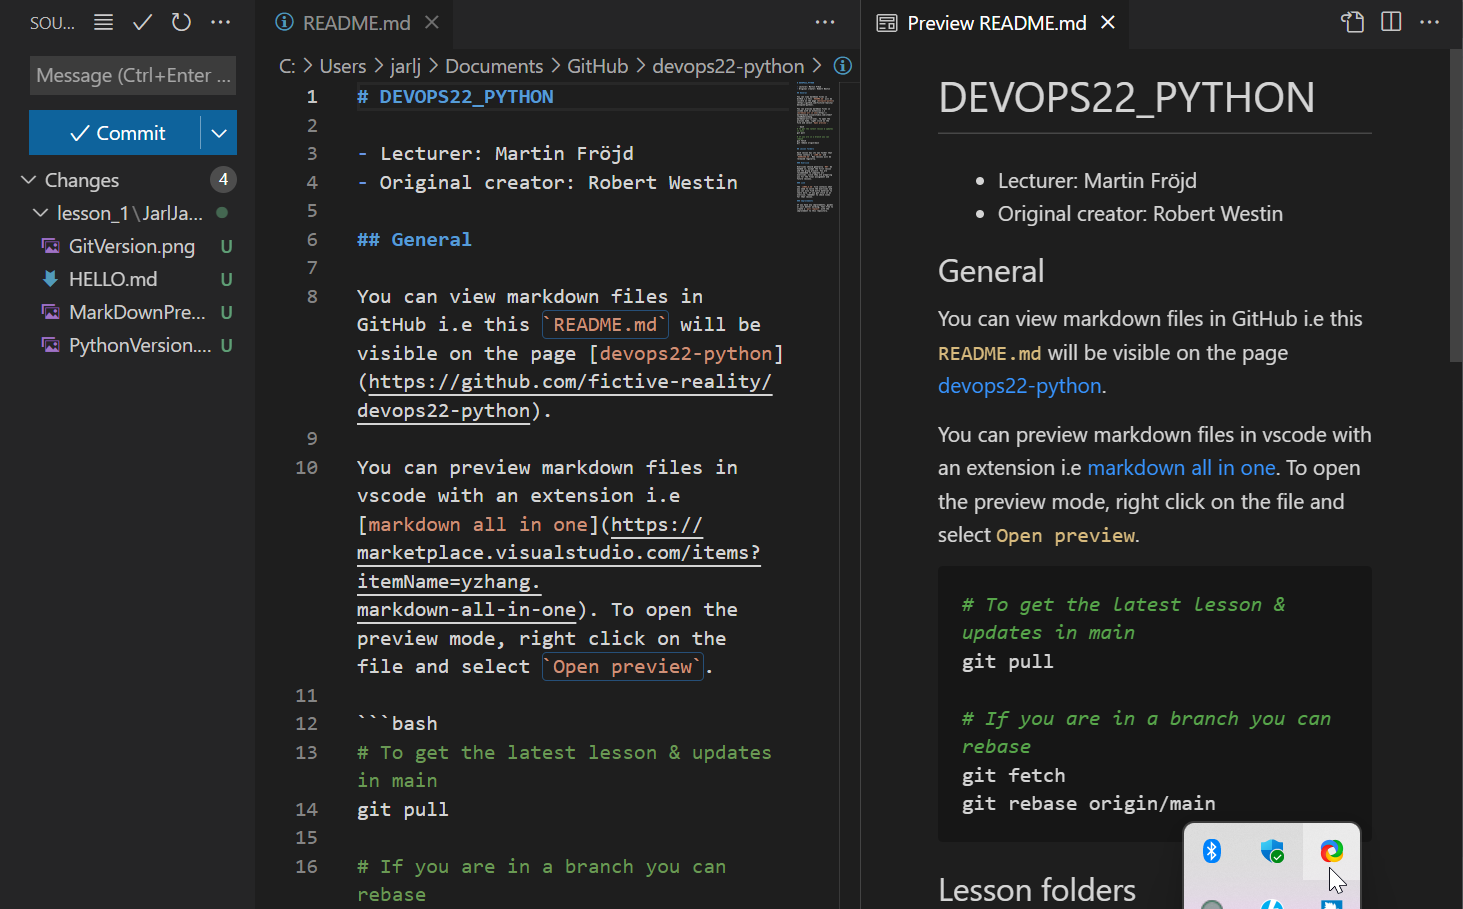 SOU...
Message (Ctrl+Enter ...
Commit
Changes 4
lesson_1\JarlJa...
GitVersion.png U
HELLO.md U
MarkDownPre... U
PythonVersion.... U
README.md
C: > Users > jarlj > Documents > GitHub > devops22-python >
1 # DEVOPS22_PYTHON
2
3 - Lecturer: Martin Fröjd
4 - Original creator: Robert Westin
5
6 ## General
7
8 You can view markdown files in
GitHub i.e this `README.md` will be
visible on the page [devops22-python]
(https://github.com/fictive-reality/
devops22-python).
9
10 You can preview markdown files in
vscode with an extension i.e
[markdown all in one](https://
marketplace.visualstudio.com/items?
itemName=yzhang.
markdown-all-in-one). To open the
preview mode, right click on the
file and select `Open preview`.
11
12 ```bash
13 # To get the latest lesson & updates
in main
14 git pull
15
16 # If you are in a branch you can
rebase
Preview README.md
DEVOPS22_PYTHON
• Lecturer: Martin Fröjd
• Original creator: Robert Westin
General
You can view markdown files in GitHub i.e this
README.md will be visible on the page
devops22-python.
You can preview markdown files in vscode with
an extension i.e markdown all in one. To open
the preview mode, right click on the file and
select Open preview.
# To get the latest lesson &
updates in main
git pull
# If you are in a branch you can
rebase
git fetch
git rebase origin/main
Lesson folders